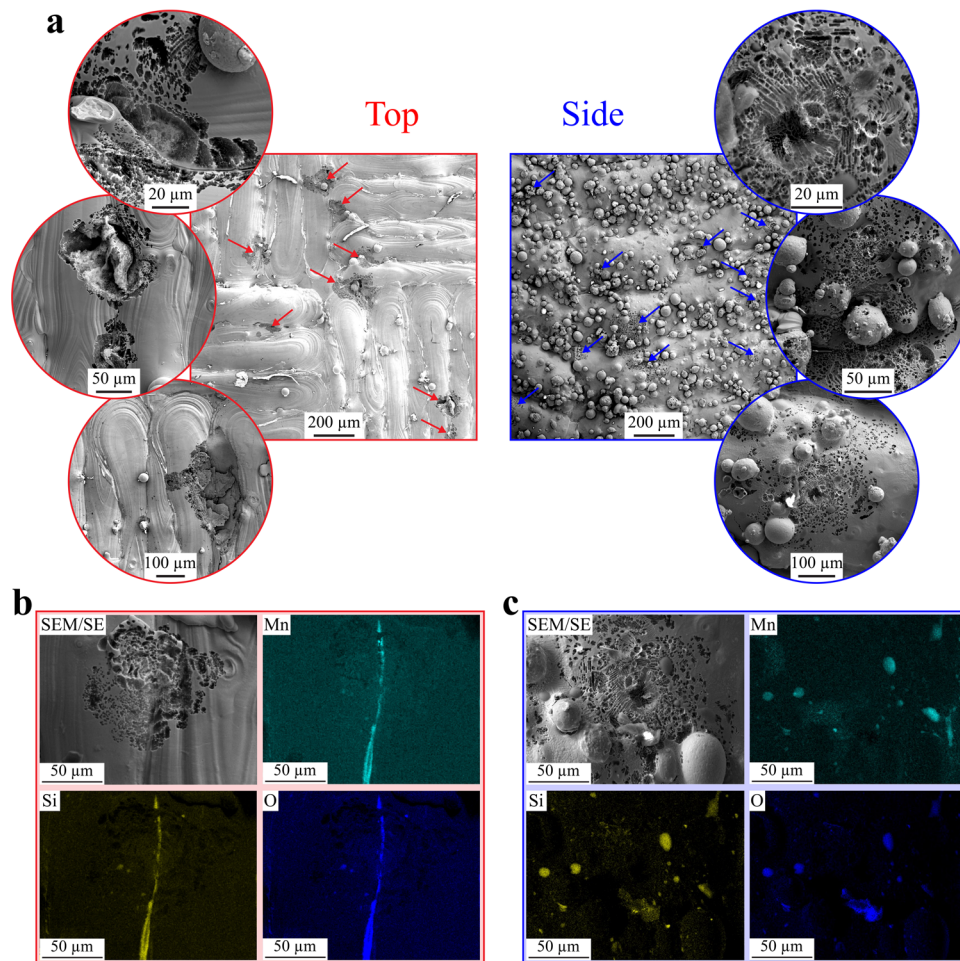 a
Top
Side
20 µm
20 µm
50 µm
50 µm
200 µm
200 µm
100 µm
100 µm
b
c
SEM/SE
Mn
SEM/SE
Mn
50 µm
50 µm
50 µm
50 µm
Si
O
Si
O
50 µm
50 µm
50 µm
50 µm